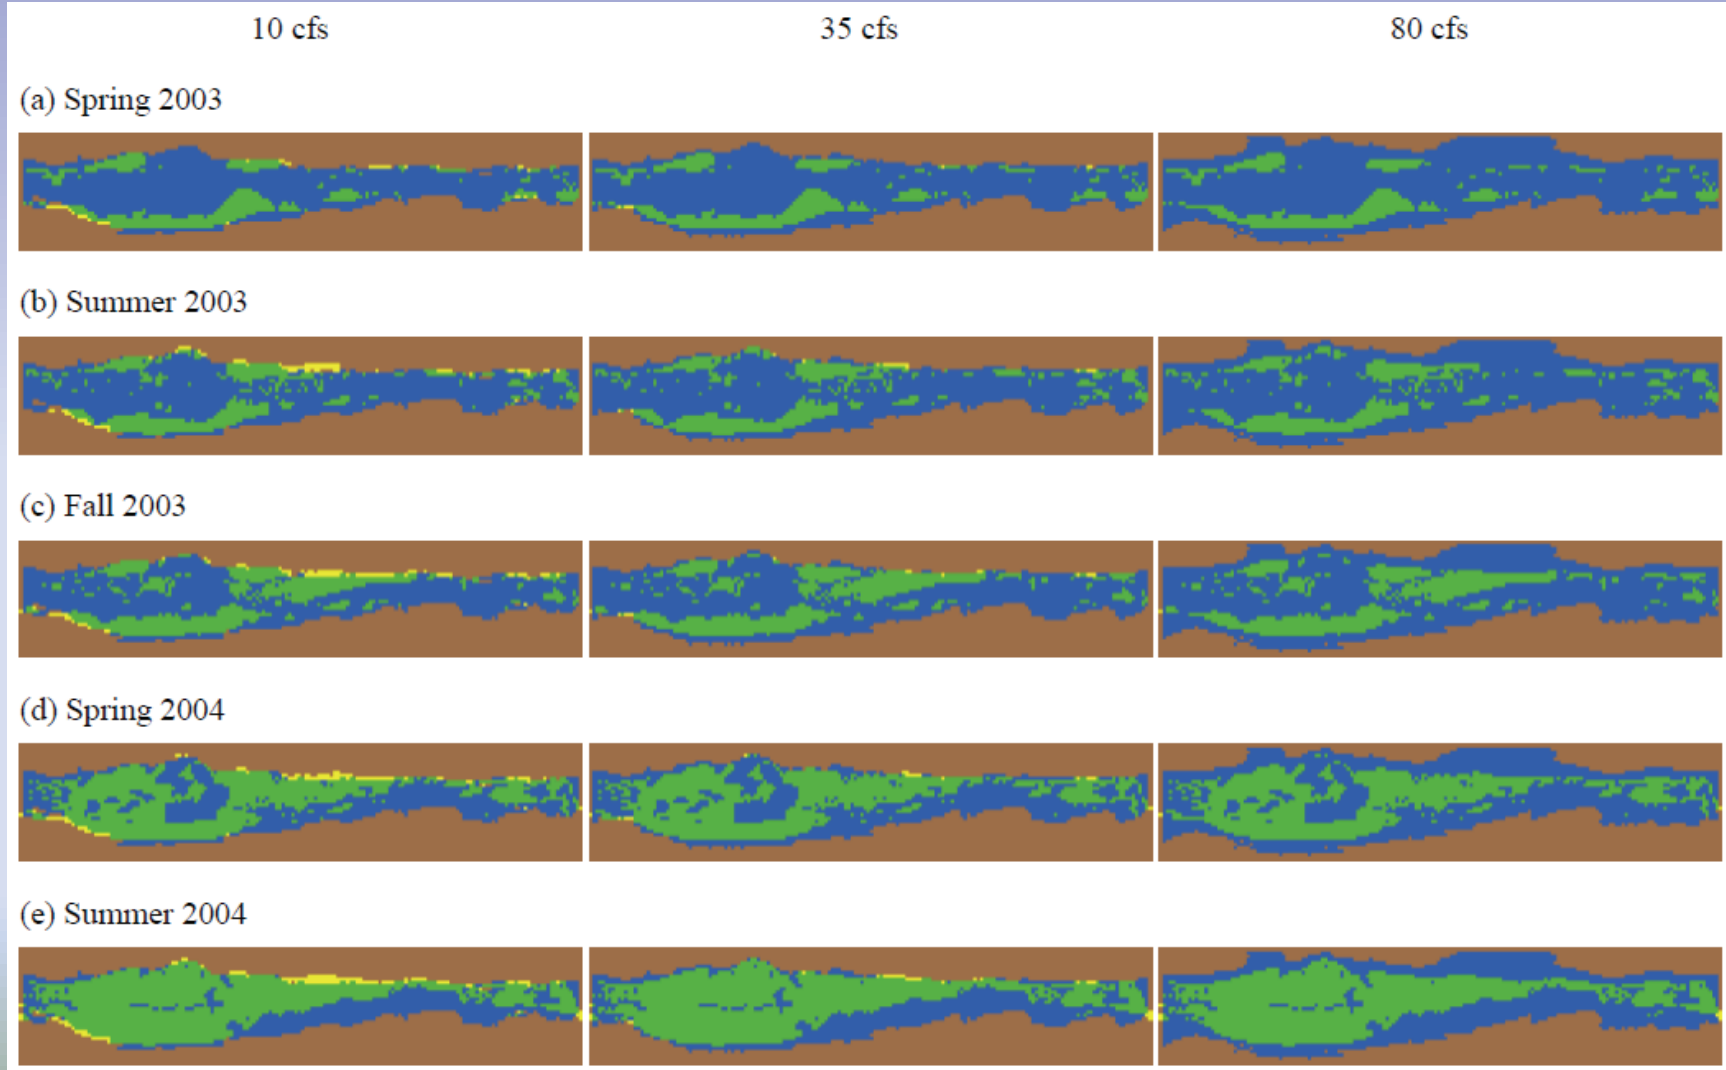 10 cfs 35 cfs 80 cfs
(a) Spring 2003
(b) Summer 2003
(c) Fall 2003
(d) Spring 2004
(e) Summer 2004